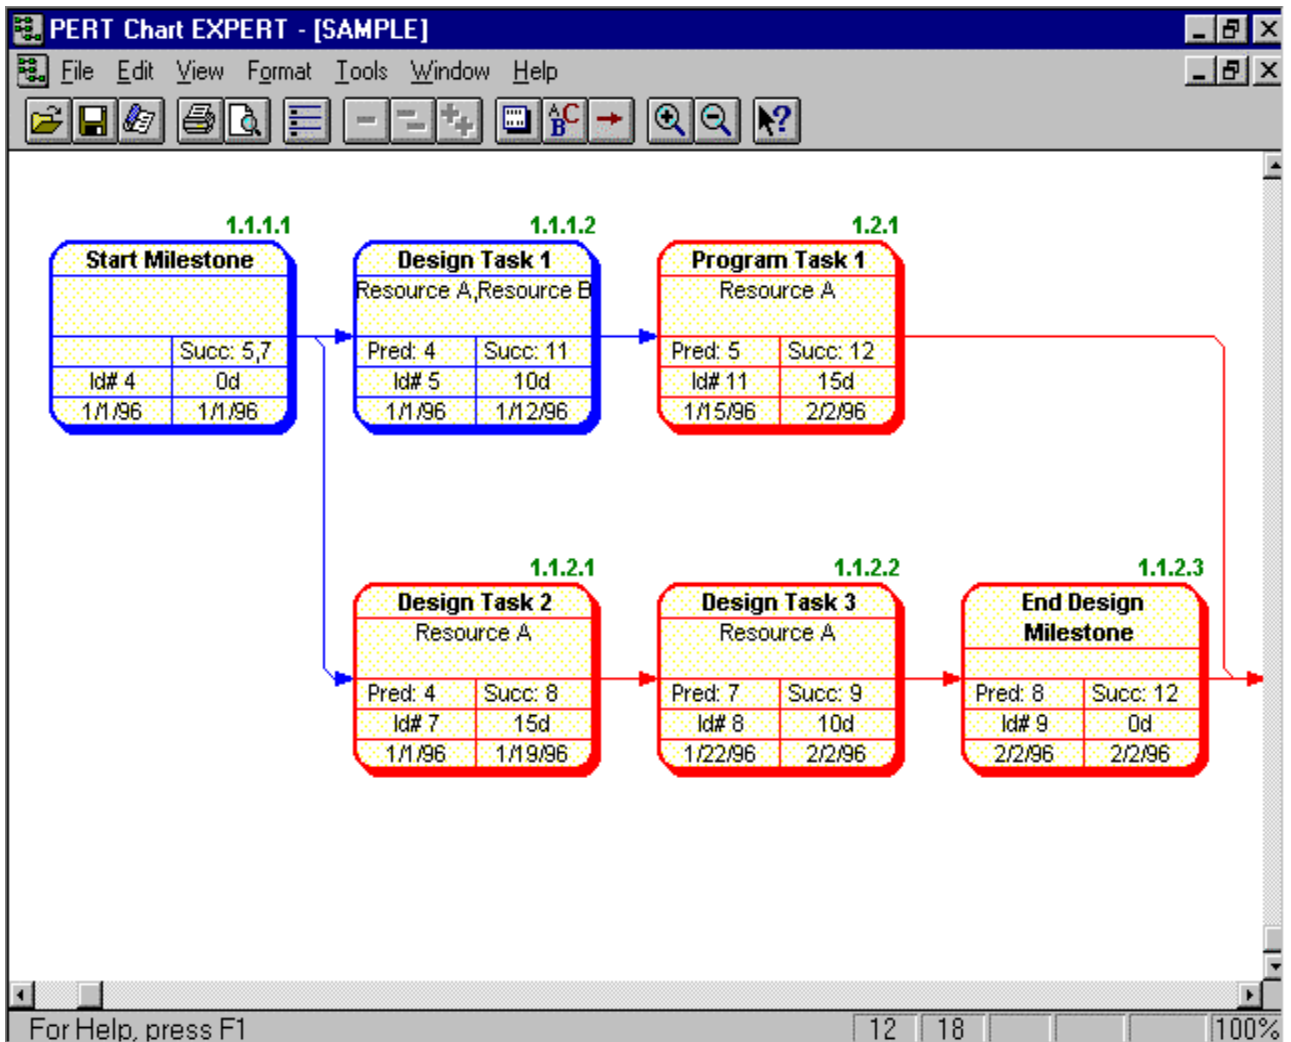 PERT Chart EXPERT - [SAMPLE]
File Edit View Format Tools Window Help
ABC
?
1.1.1.1
Start Milestone
Succ: 5,7
Id# 4 0d
1/1/96 1/1/96
1.1.1.2
Design Task 1
Resource A,Resource B
Pred: 4 Succ: 11
Id# 5 10d
1/1/96 1/12/96
1.2.1
Program Task 1
Resource A
Pred: 5 Succ: 12
Id# 11 15d
1/15/96 2/2/96
1.1.2.1
Design Task 2
Resource A
Pred: 4 Succ: 8
Id# 7 15d
1/1/96 1/19/96
1.1.2.2
Design Task 3
Resource A
Pred: 7 Succ: 9
Id# 8 10d
1/22/96 2/2/96
1.1.2.3
End Design
Milestone
Pred: 8 Succ: 12
Id# 9 0d
2/2/96 2/2/96
For Help, press F1 12 18 100%